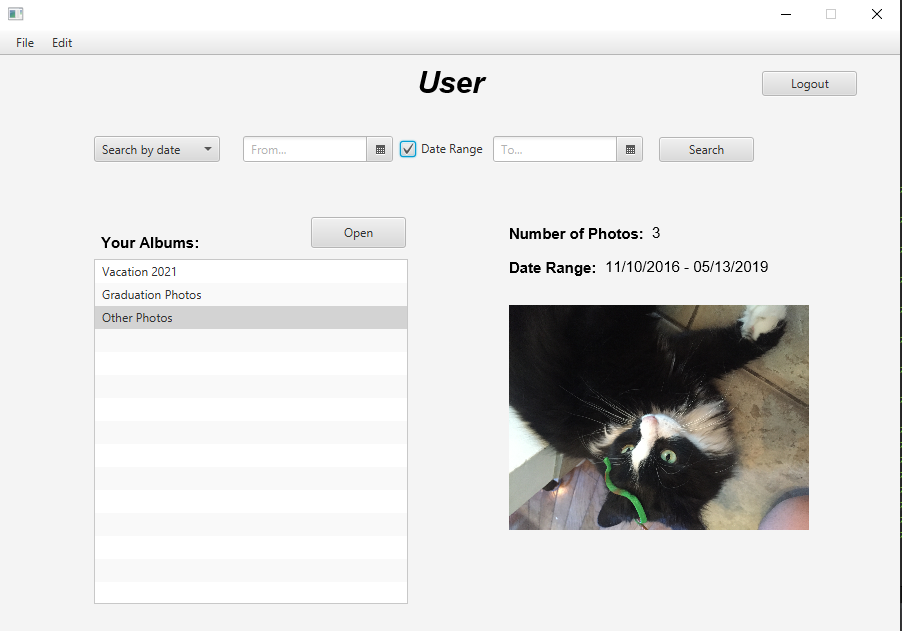 File Edit
User
Logout
Search by date From... Date Range To... Search
Your Albums:
Open
Vacation 2021
Graduation Photos
Other Photos
Number of Photos: 3
Date Range: 11/10/2016 - 05/13/2019